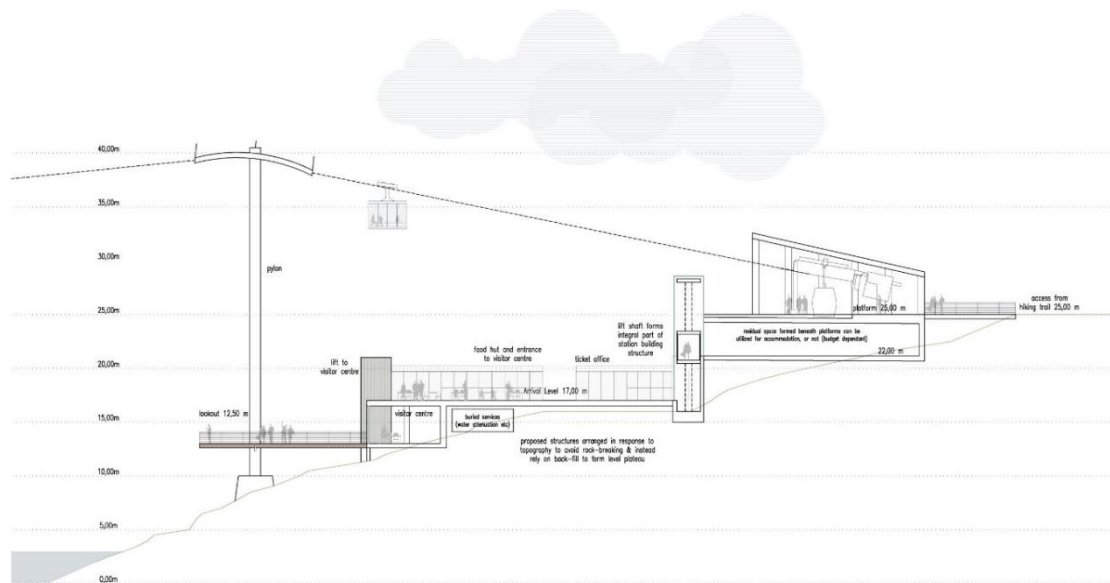 40,00m
35,00m
30,00m
25,00m
20,00m
15,00m
10,00m
5,00m
0,00m
pylon
lookout 12,50 m
lift to
visitor centre
food hut and entrance
to visitor centre
ticket office
Arrival Level 17,00 m
visitor centre
buried services
(water attenuation etc)
proposed structures arranged in response to
topography to avoid rock-breaking & instead
rely on back-fill to form level plateau
lift shaft forms
integral part of
station building
structure
platform 25,00 m
residual space formed beneath platforms can be
utilized for accommodation, or not (budget dependant)
22,00 m
access from
hiking trail 25,00 m